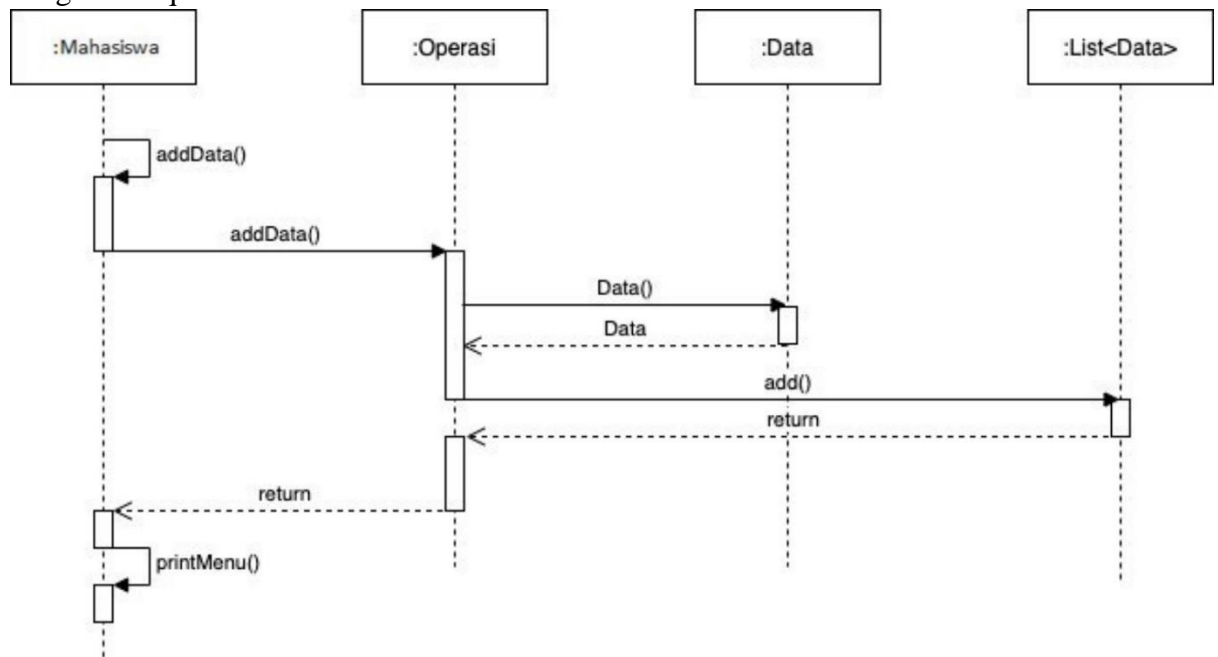 :Mahasiswa
:Operasi
:Data
:List<Data>
addData()
addData()
Data()
Data
add()
return
return
printMenu()